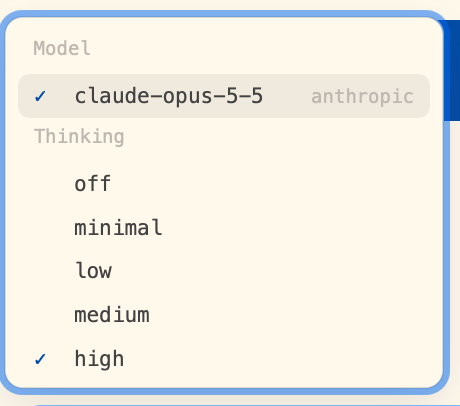 Model
✓ claude-opus-5-5 anthropic
Thinking
off
minimal
low
medium
✓ high